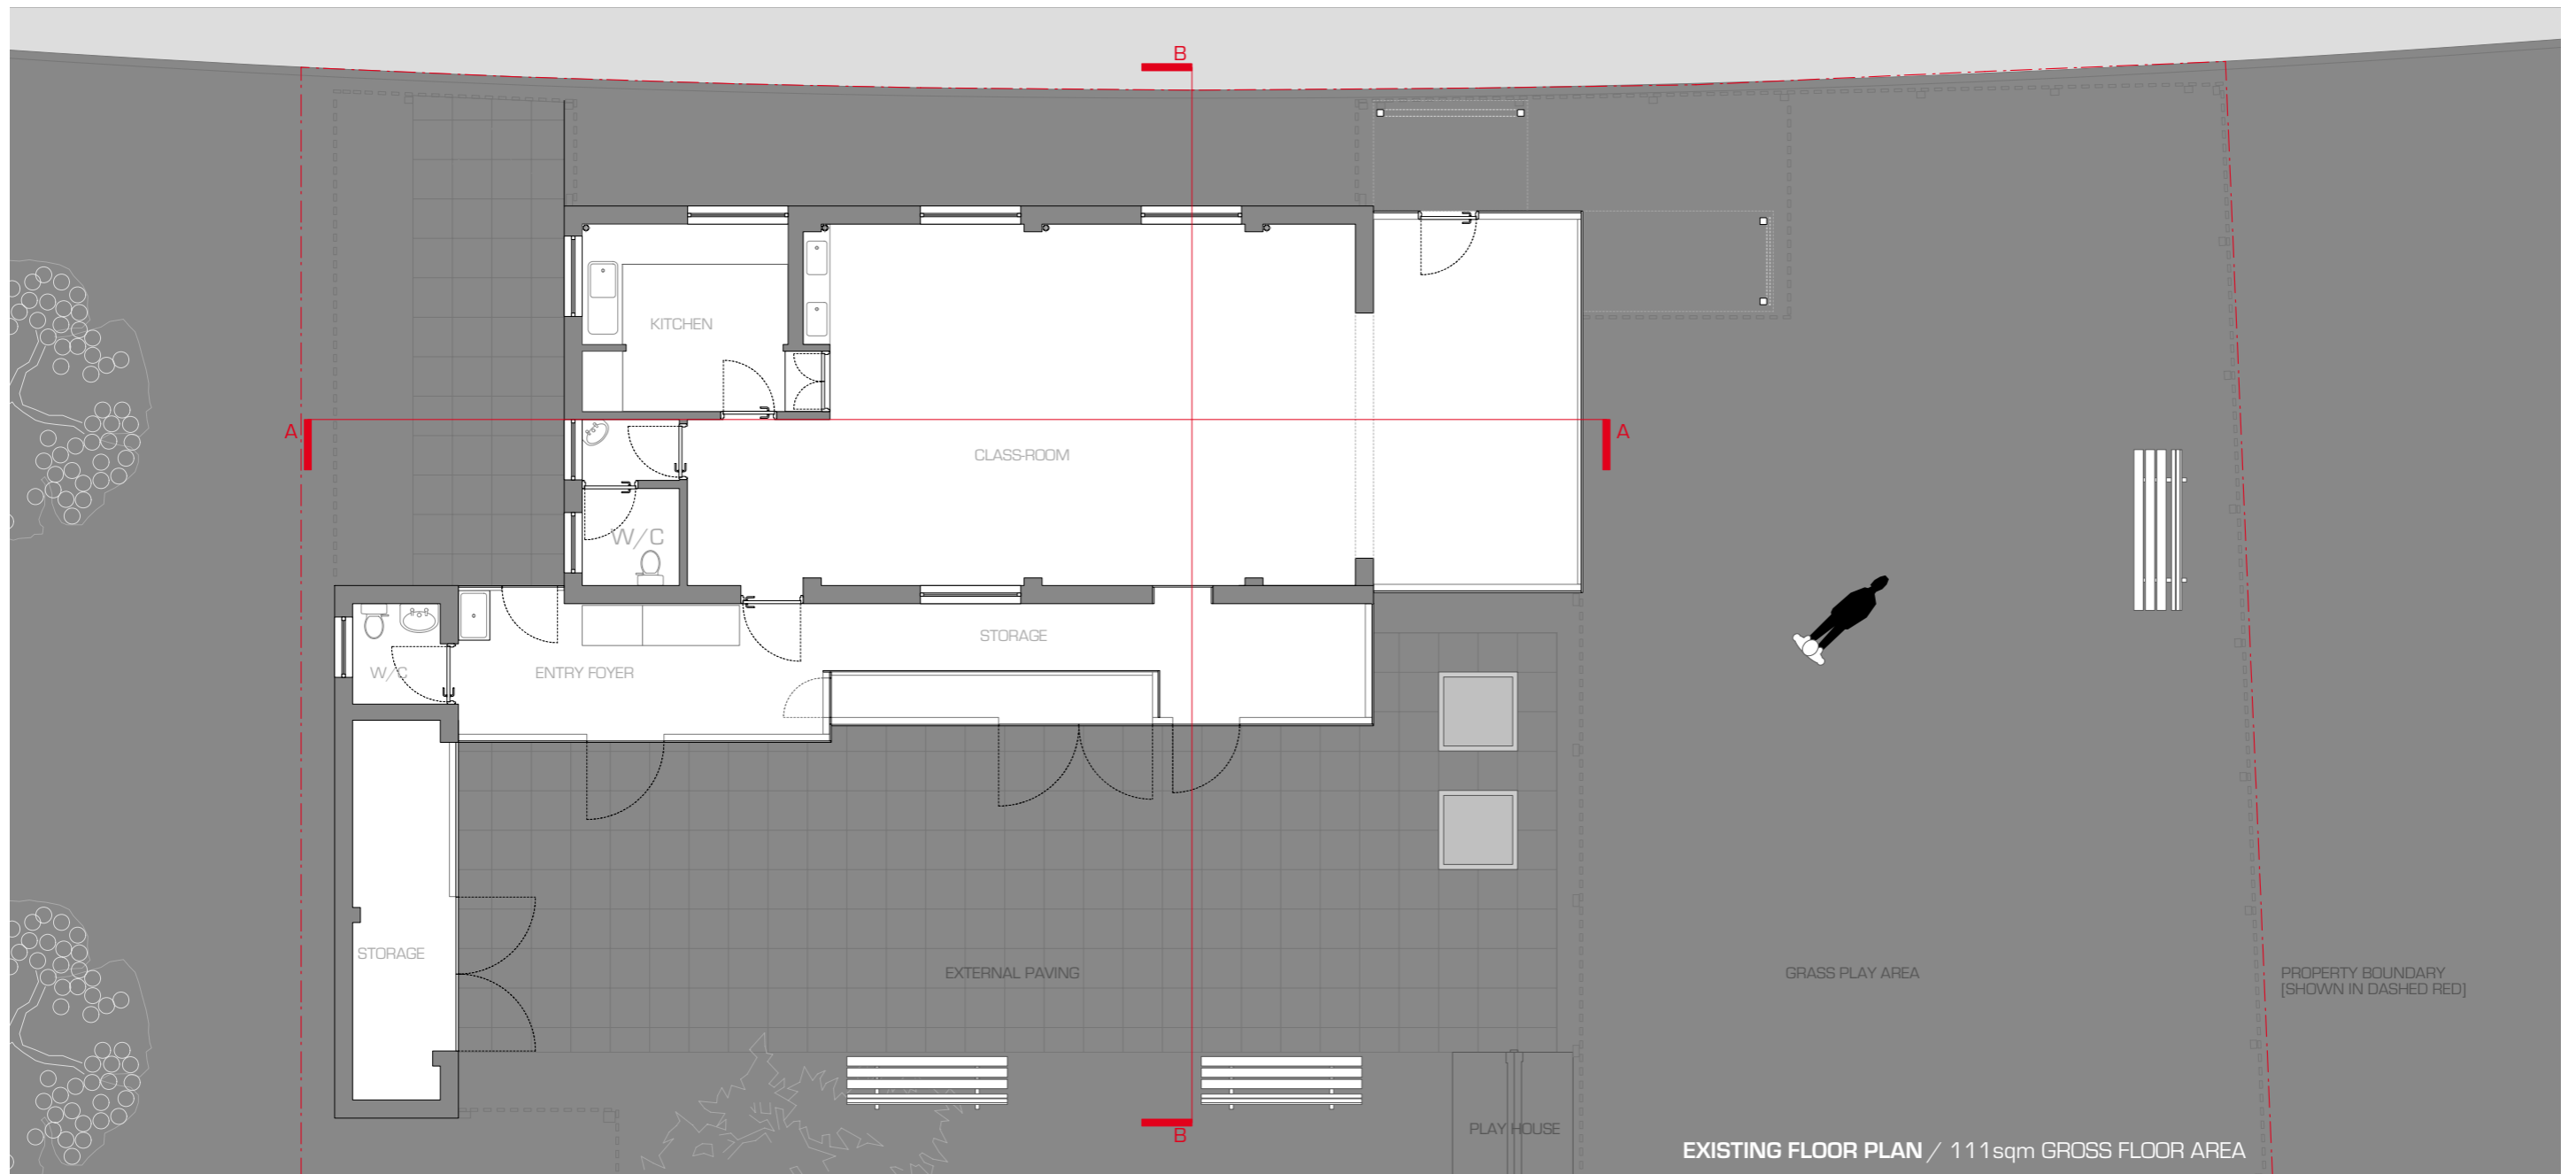 B
KITCHEN
A
A
CLASS-ROOM
W/C
STORAGE
W/C
ENTRY FOYER
STORAGE
EXTERNAL PAVING
GRASS PLAY AREA
PROPERTY BOUNDARY
[SHOWN IN DASHED RED]
B
PLAY HOUSE
EXISTING FLOOR PLAN / 111sqm GROSS FLOOR AREA